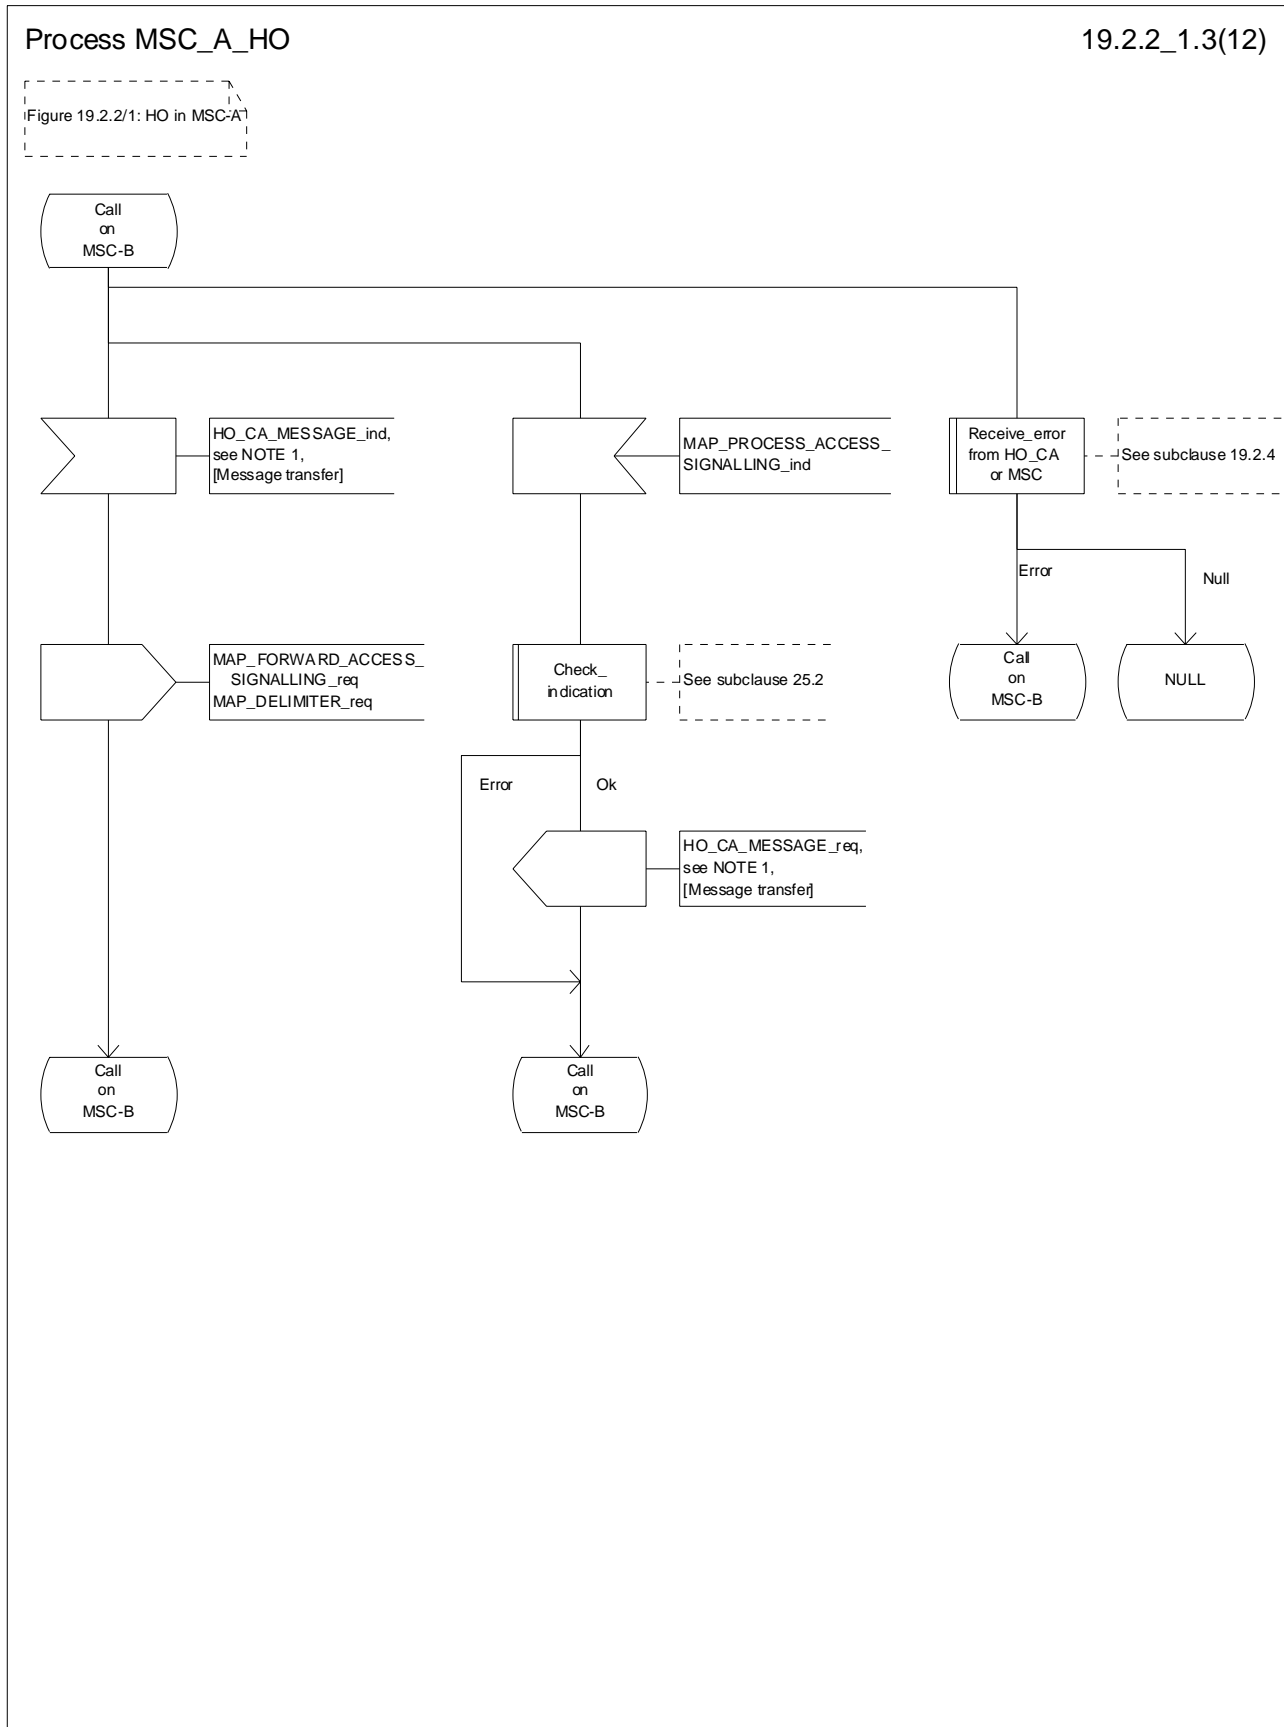 Process MSC_A_HO
19.2.2_1.3(12)
Figure 19.2.2/1: HO in MSC-A
Call
on
MSC-B
HO_CA_MESSAGE_ind,
see NOTE 1,
[Message transfer]
MAP_PROCESS_ACCESS_
SIGNALLING_ind
Receive_error
from HO_CA
or MSC
See subclause 19.2.4
Error
Null
MAP_FORWARD_ACCESS_
SIGNALLING_req
MAP_DELIMITER_req
Check_
indication
See subclause 25.2
Call
on
MSC-B
NULL
Error
Ok
HO_CA_MESSAGE_req,
see NOTE 1,
[Message transfer]
Call
on
MSC-B
Call
on
MSC-B